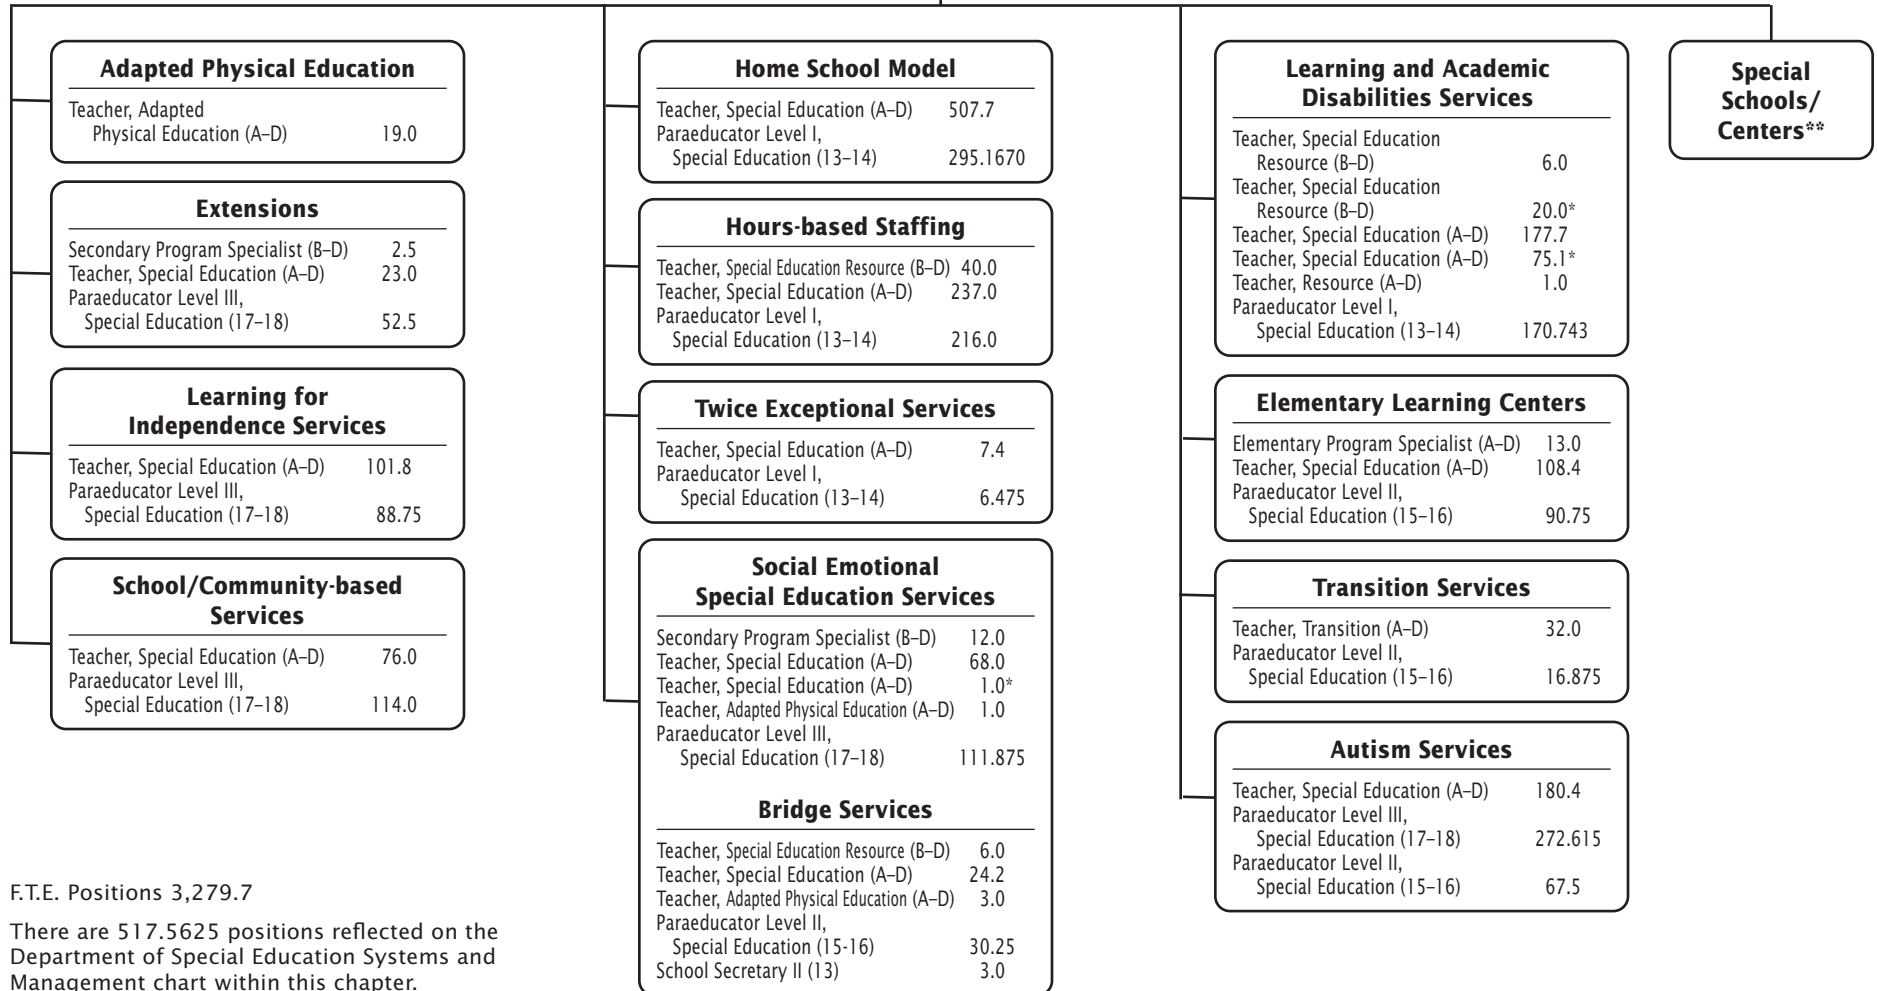 Adapted Physical Education
Teacher, Adapted
Physical Education (A–D) 19.0
Extensions
Secondary Program Specialist (B–D) 2.5
Teacher, Special Education (A–D) 23.0
Paraeducator Level III,
Special Education (17–18) 52.5
Learning for
Independence Services
Teacher, Special Education (A–D) 101.8
Paraeducator Level III,
Special Education (17–18) 88.75
School/Community-based
Services
Teacher, Special Education (A–D) 76.0
Paraeducator Level III,
Special Education (17–18) 114.0
Home School Model
Teacher, Special Education (A–D) 507.7
Paraeducator Level I,
Special Education (13–14) 295.1670
Hours-based Staffing
Teacher, Special Education Resource (B–D) 40.0
Teacher, Special Education (A–D) 237.0
Paraeducator Level I,
Special Education (13–14) 216.0
Twice Exceptional Services
Teacher, Special Education (A–D) 7.4
Paraeducator Level I,
Special Education (13–14) 6.475
Social Emotional
Special Education Services
Secondary Program Specialist (B–D) 12.0
Teacher, Special Education (A–D) 68.0
Teacher, Special Education (A–D) 1.0*
Teacher, Adapted Physical Education (A–D) 1.0
Paraeducator Level III,
Special Education (17–18) 111.875
Bridge Services
Teacher, Special Education Resource (B–D) 6.0
Teacher, Special Education (A–D) 24.2
Teacher, Adapted Physical Education (A–D) 3.0
Paraeducator Level II,
Special Education (15-16) 30.25
School Secretary II (13) 3.0
Learning and Academic
Disabilities Services
Teacher, Special Education
Resource (B–D) 6.0
Teacher, Special Education
Resource (B–D) 20.0*
Teacher, Special Education (A–D) 177.7
Teacher, Special Education (A–D) 75.1*
Teacher, Resource (A–D) 1.0
Paraeducator Level I,
Special Education (13–14) 170.743
Elementary Learning Centers
Elementary Program Specialist (A–D) 13.0
Teacher, Special Education (A–D) 108.4
Paraeducator Level II,
Special Education (15–16) 90.75
Transition Services
Teacher, Transition (A–D) 32.0
Paraeducator Level II,
Special Education (15–16) 16.875
Autism Services
Teacher, Special Education (A–D) 180.4
Paraeducator Level III,
Special Education (17–18) 272.615
Paraeducator Level II,
Special Education (15–16) 67.5
Special
Schools/
Centers**
F.T.E. Positions 3,279.7
There are 517.5625 positions reflected on the
Department of Special Education Systems and
Management chart within this chapter.